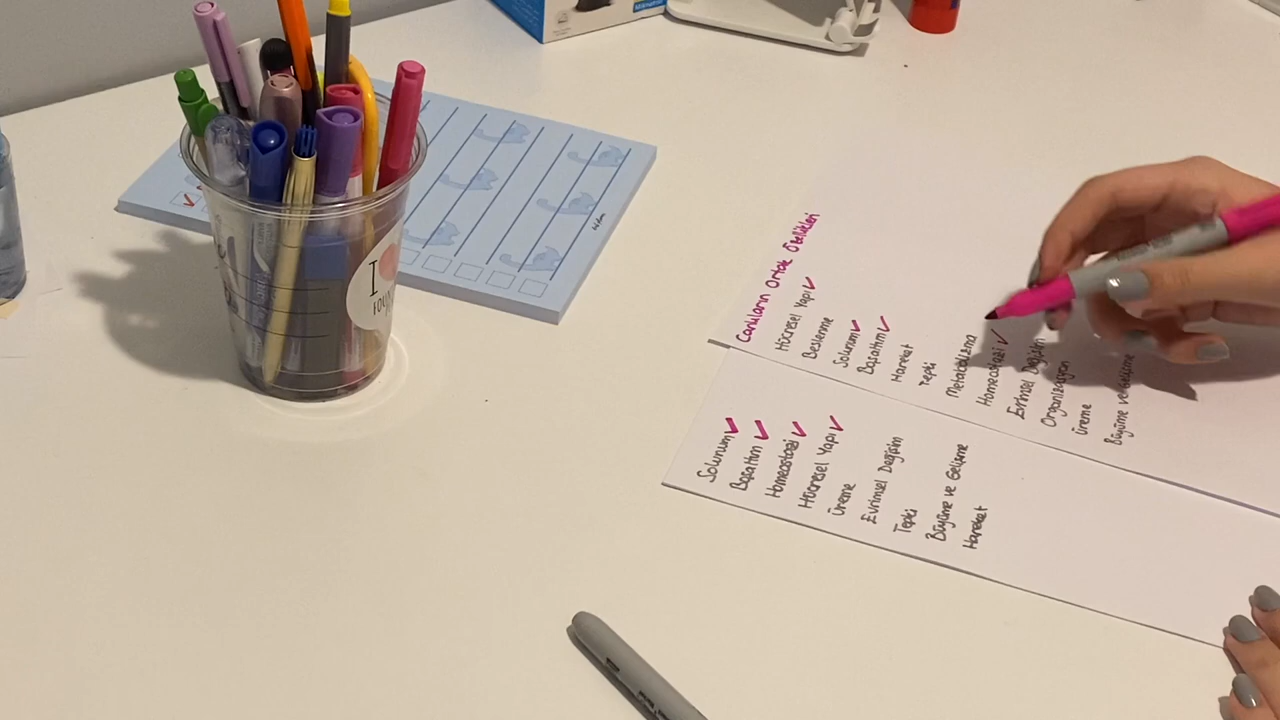 Canlıların Ortak Özellikleri
Hücresel Yapı ✓
Beslenme
Solunum ✓
Boşaltım ✓
Hareket
Tepki
Metabolizma
Homeostazi ✓
Evrimsel Değişim
Organizasyon
Üreme
Büyüme ve Gelişme
Solunum ✓
Boşaltım ✓
Homeostazi ✓
Hücresel Yapı ✓
Üreme
Evrimsel Değişim
Tepki
Büyüme ve Gelişme
Hareket
I